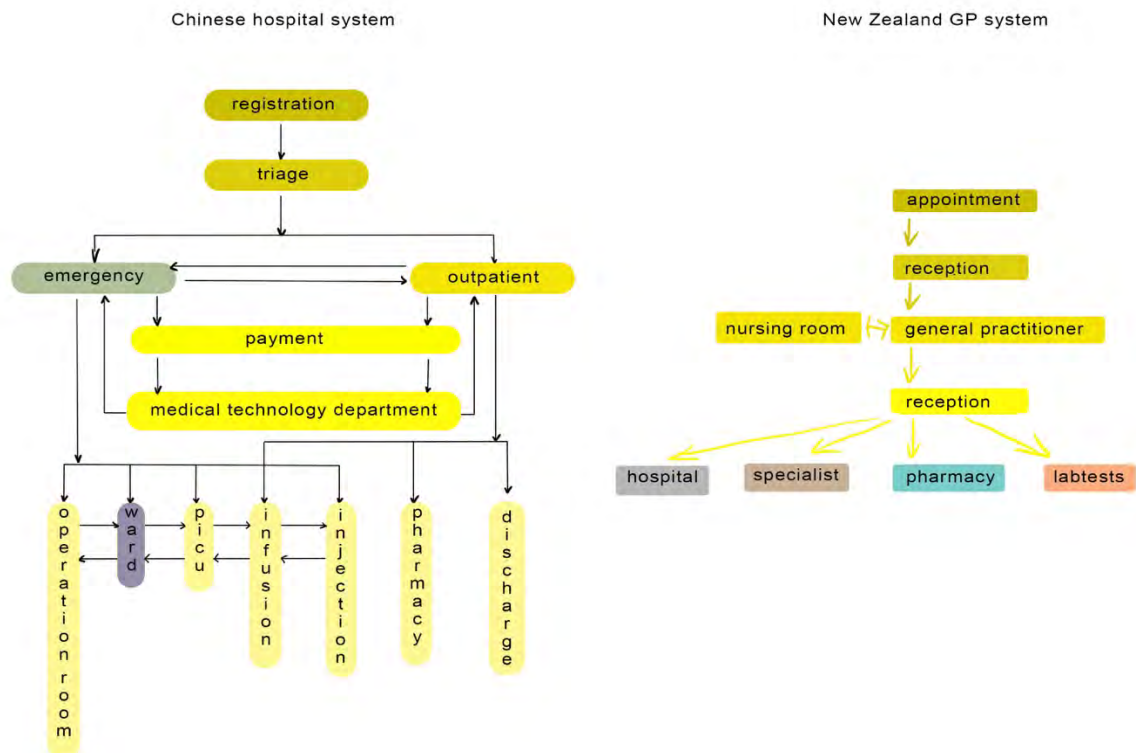 Chinese hospital system
registration
triage
emergency
outpatient
payment
medical technology department
operation room
ward
picu
infusion
injection
pharmacy
discharge
New Zealand GP system
appointment
reception
nursing room
general practitioner
reception
hospital
specialist
pharmacy
labtests